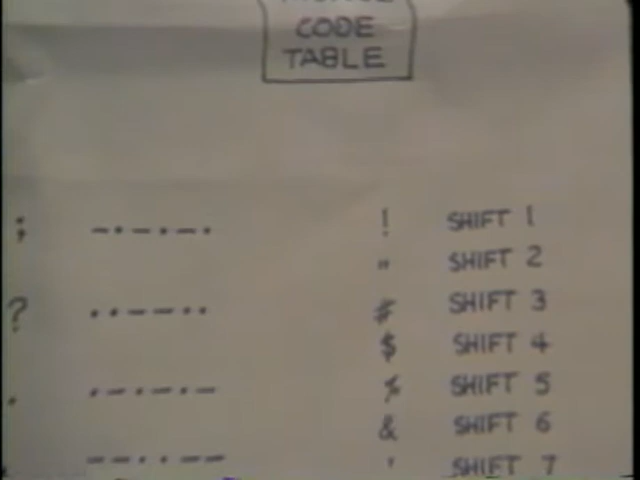 CODE
TABLE
; −·−·−· ! SHIFT 1
" SHIFT 2
? ··−−·· # SHIFT 3
$ SHIFT 4
. ·−·−·− % SHIFT 5
& SHIFT 6
−−··−− ' SHIFT 7